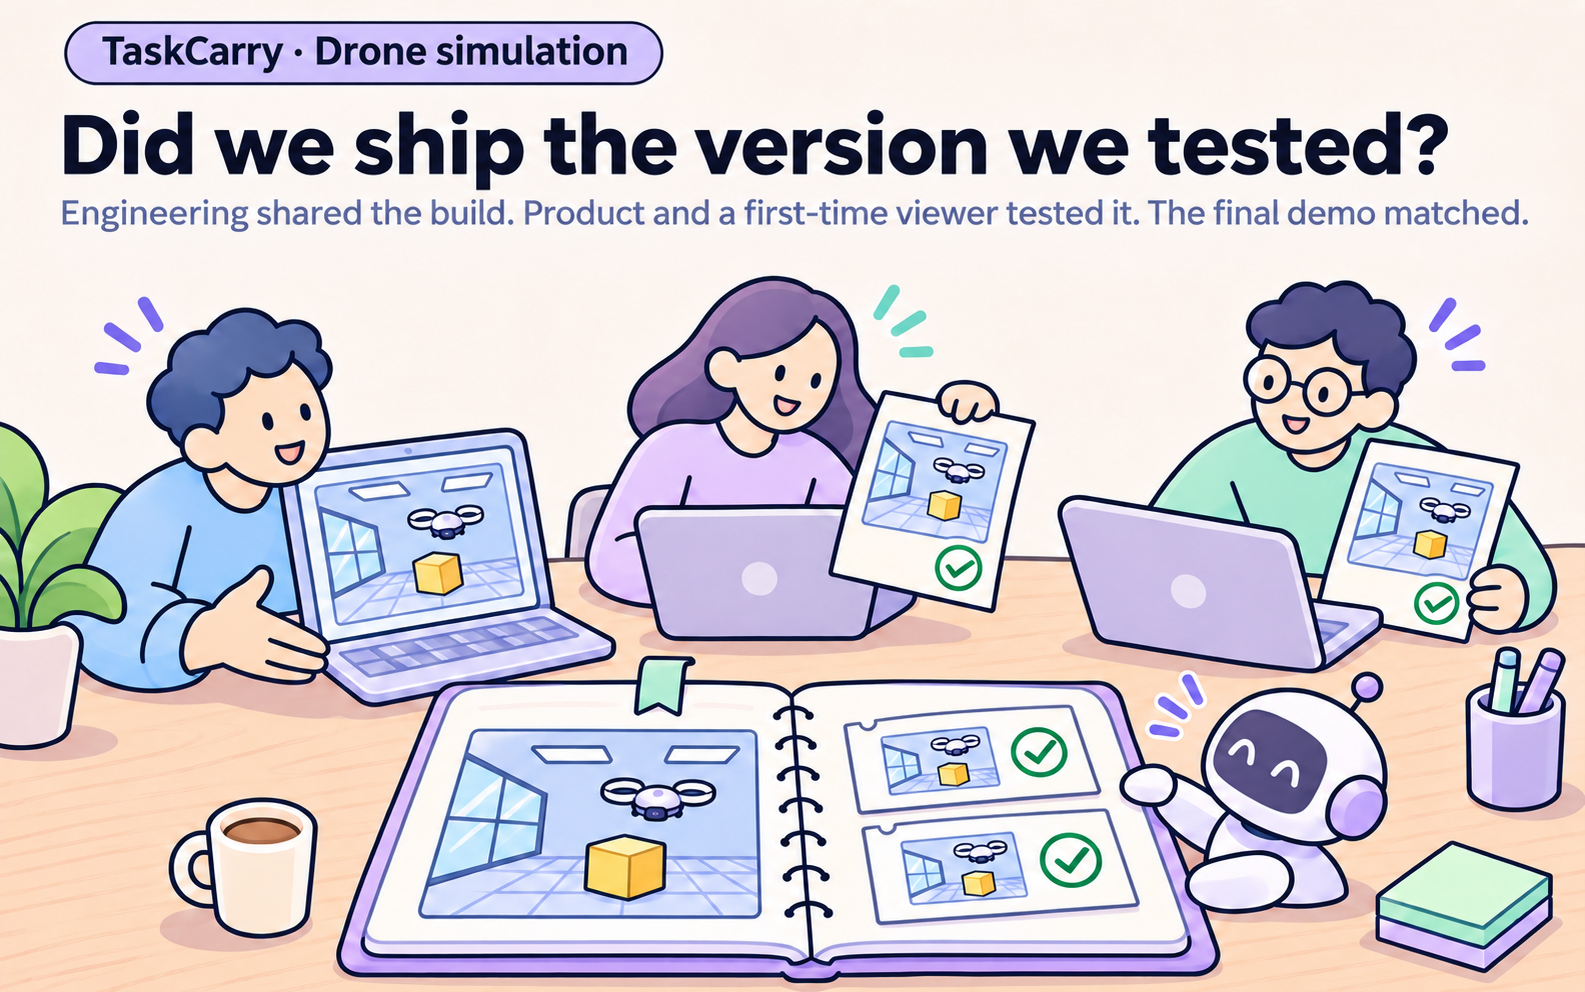 TaskCarry · Drone simulation
Did we ship the version we tested?
Engineering shared the build. Product and a first-time viewer tested it. The final demo matched.